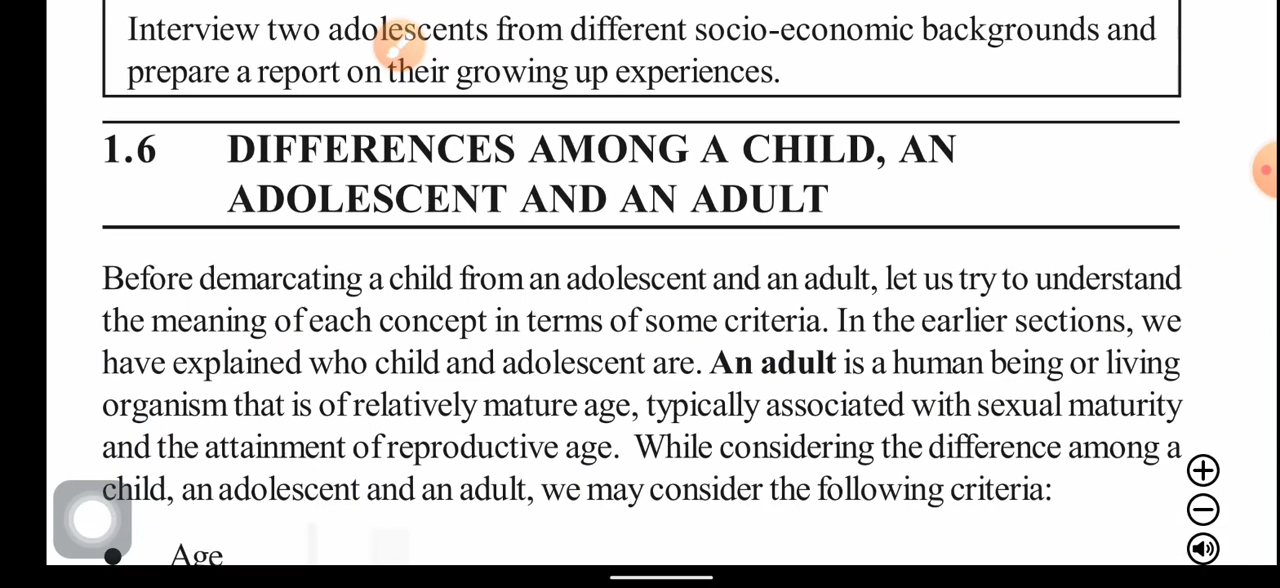 Interview two adolescents from different socio-economic backgrounds and
prepare a report on their growing up experiences.
1.6 DIFFERENCES AMONG A CHILD, AN
ADOLESCENT AND AN ADULT
Before demarcating a child from an adolescent and an adult, let us try to understand
the meaning of each concept in terms of some criteria. In the earlier sections, we
have explained who child and adolescent are. An adult is a human being or living
organism that is of relatively mature age, typically associated with sexual maturity
and the attainment of reproductive age. While considering the difference among a
child, an adolescent and an adult, we may consider the following criteria:
• Age